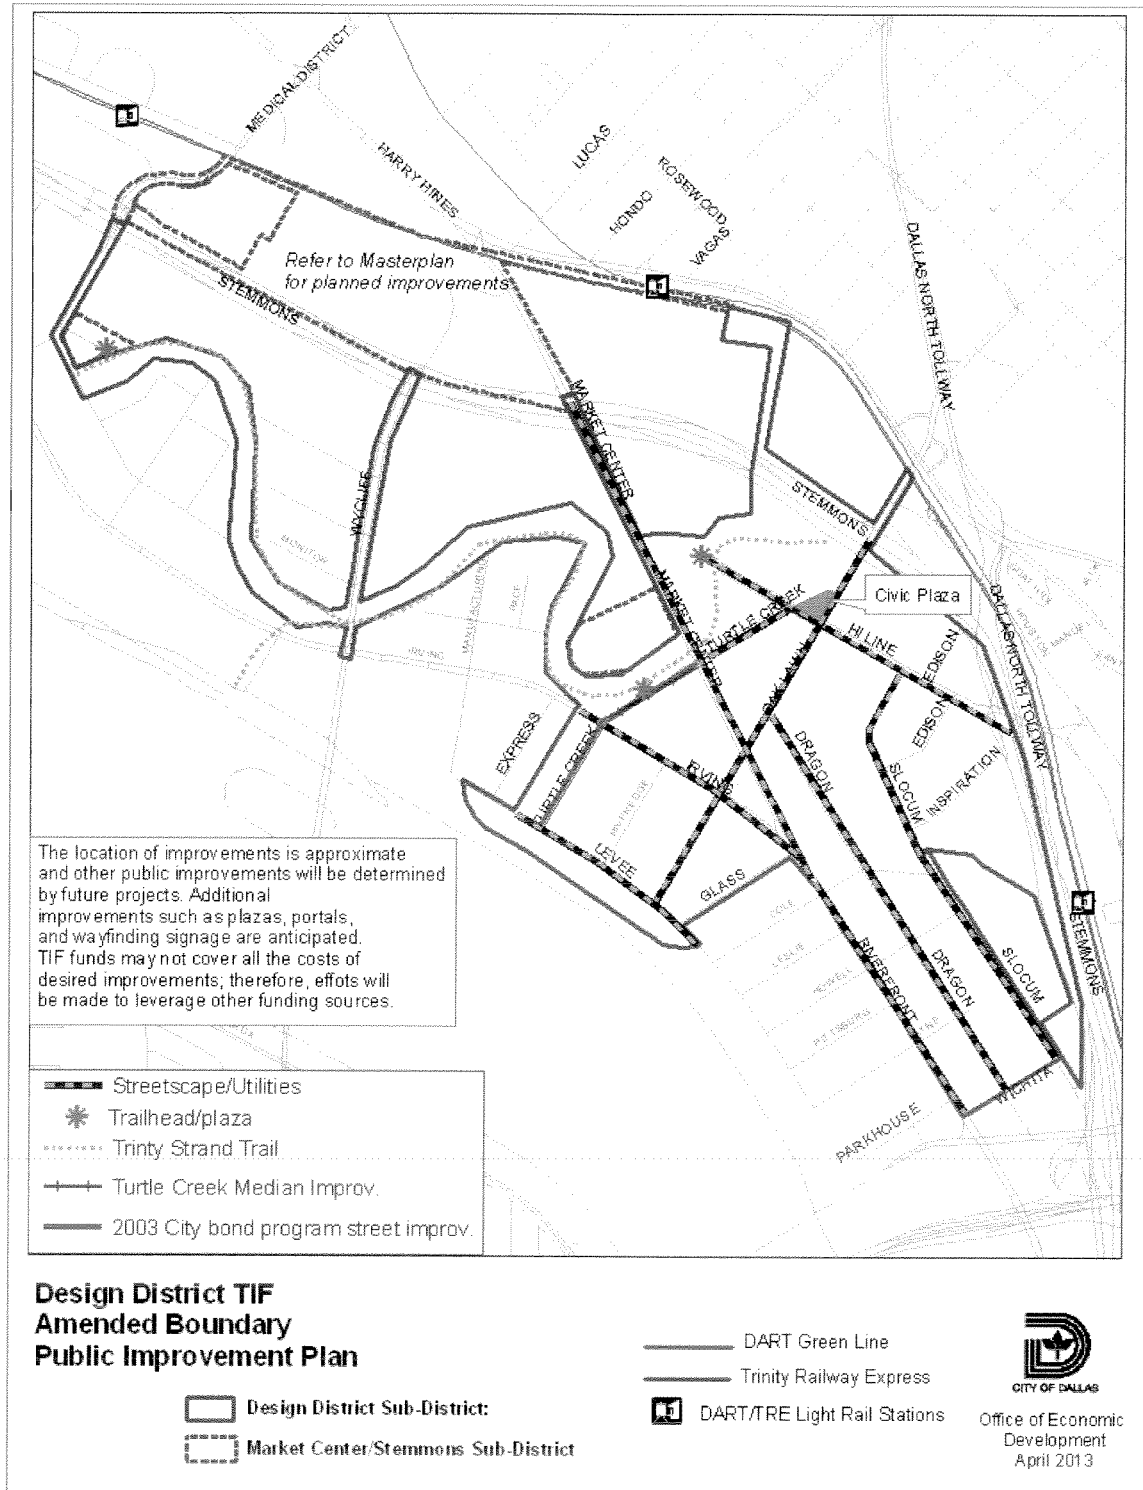 MEDICAL DISTRICT
HARRY HINES
LUCAS
HONDO
ROSEWOOD
VAGAS
DALLAS NORTH TOLLWAY
Refer to Masterplan
for planned improvements
STEMMONS
MARKET CENTER
STEMMONS
WYCLIFF
MONITOR
IRVING
MARKET CENTER
TURTLE CREEK
Civic Plaza
HI LINE
OAK LAWN
EDISON
EDISON
DALLAS NORTH TOLLWAY
EXPRESS
TURTLE CREEK
IRVING
DRAGON
SLOCUM
INSPIRATION
LEVEE
GLASS
COLE
LESLIE
HOWELL
RIVERFRONT
DRAGON
SLOCUM
STEMMONS
WICHITA
PARKHOUSE
The location of improvements is approximate
and other public improvements will be determined
by future projects. Additional
improvements such as plazas, portals,
and wayfinding signage are anticipated.
TIF funds may not cover all the costs of
desired improvements; therefore, effots will
be made to leverage other funding sources.
Streetscape/Utilities
Trailhead/plaza
Trinty Strand Trail
Turtle Creek Median Improv.
2003 City bond program street improv.
Design District TIF
Amended Boundary
Public Improvement Plan
Design District Sub-District:
Market Center/Stemmons Sub-District
DART Green Line
Trinity Railway Express
DART/TRE Light Rail Stations
CITY OF DALLAS
Office of Economic
Development
April 2013